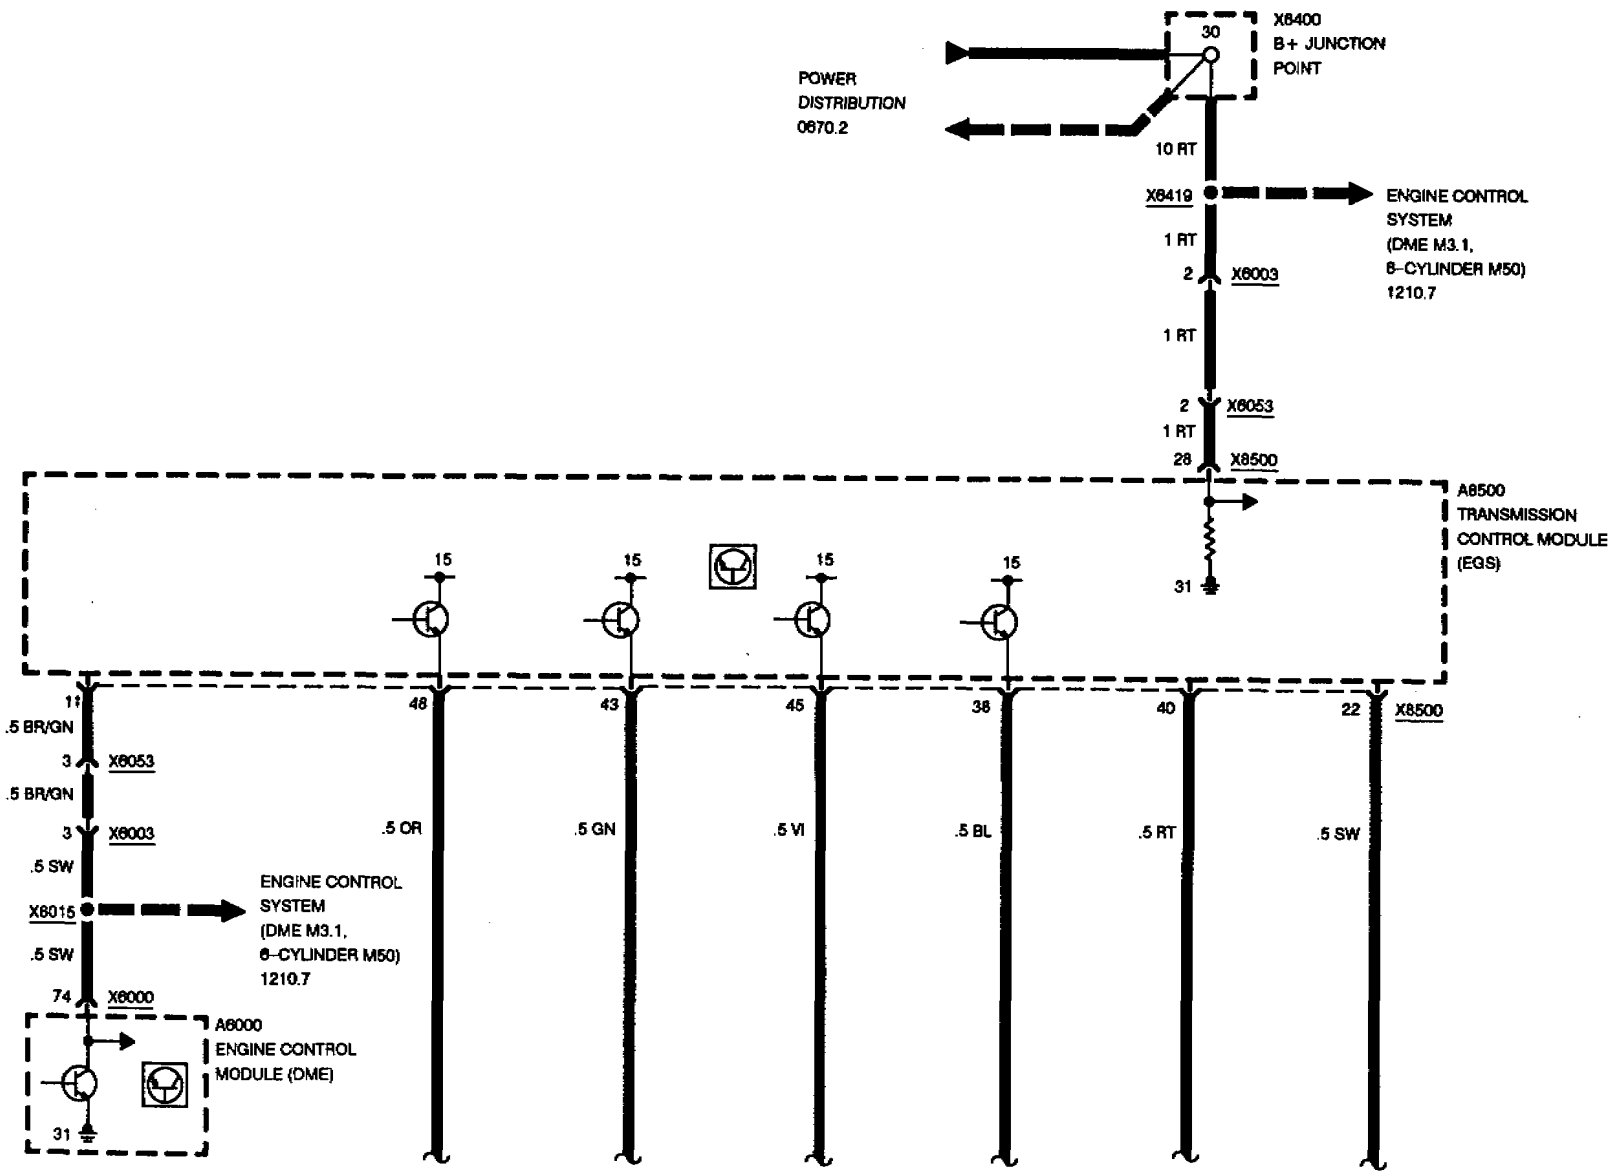 X6400
B+ JUNCTION
POINT
30
POWER
DISTRIBUTION
0670.2
10 RT
X6419
ENGINE CONTROL
SYSTEM
(DME M3.1,
6-CYLINDER M50)
1210.7
1 RT
2 X6003
1 RT
2 X6053
1 RT
28 X8500
A8500
TRANSMISSION
CONTROL MODULE
(EGS)
15 15 15 15
31
11 48 43 45 38 40 22 X8500
.5 BR/GN
3 X6053
.5 BR/GN
3 X6003
.5 OR .5 GN .5 VI .5 BL .5 RT .5 SW
.5 SW
X6015
ENGINE CONTROL
SYSTEM
(DME M3.1,
6-CYLINDER M50)
1210.7
.5 SW
74 X6000
A6000
ENGINE CONTROL
MODULE (DME)
31